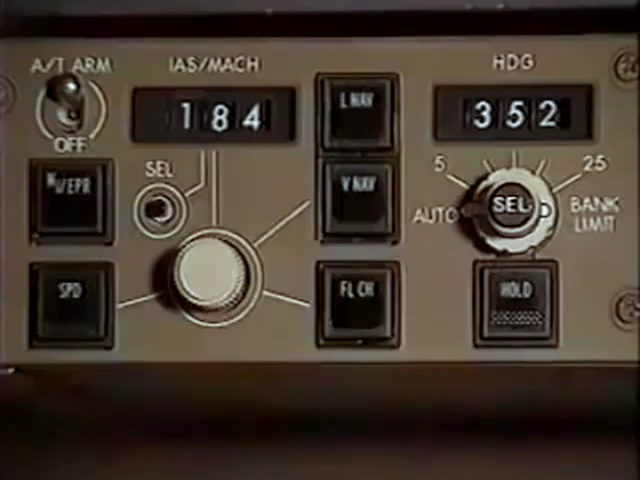 A/T ARM
OFF
IAS/MACH
184
SEL
N1/EPR
SPD
L NAV
V NAV
FL CH
HDG
352
5
25
AUTO
SEL
BANK
LIMIT
HOLD